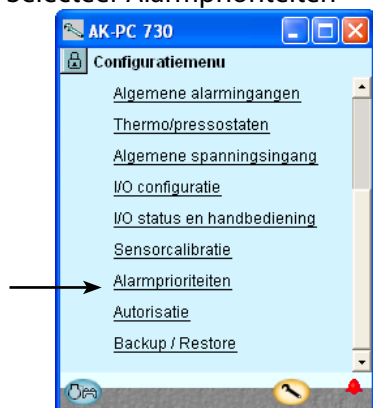 Selecteer Alarmprioriteiten
AK-PC 730
Configuratiemenu
Algemene alarmingangen
Thermo/pressostaten
Algemene spanningsingang
I/O configuratie
I/O status en handbediening
Sensorcalibratie
Alarmprioriteiten
Autorisatie
Backup / Restore